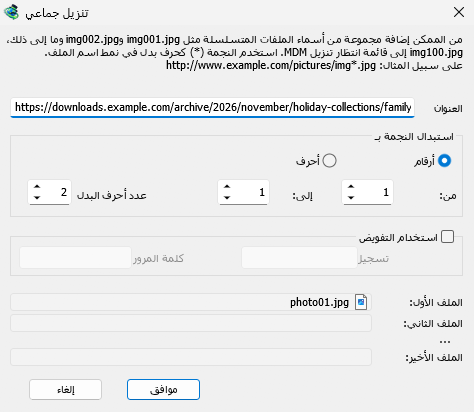 تنزيل جماعي
من الممكن إضافة مجموعة من أسماء الملفات المتسلسلة مثل img001.jpg وimg002.jpg وما إلى ذلك،
img100.jpg إلى قائمة انتظار تنزيل MDM. استخدم النجمة (*) كحرف بدل في نمط اسم الملف.
على سبيل المثال: http://www.example.com/pictures/img*.jpg
العنوان https://downloads.example.com/archive/2026/november/holiday-collections/family
استبدال النجمة بـ
أرقام أحرف
من: 1 إلى: 1 عدد أحرف البدل 2
استخدام التفويض
تسجيل كلمة المرور
الملف الأول: photo01.jpg
الملف الثاني:
...
الملف الأخير:
موافق إلغاء